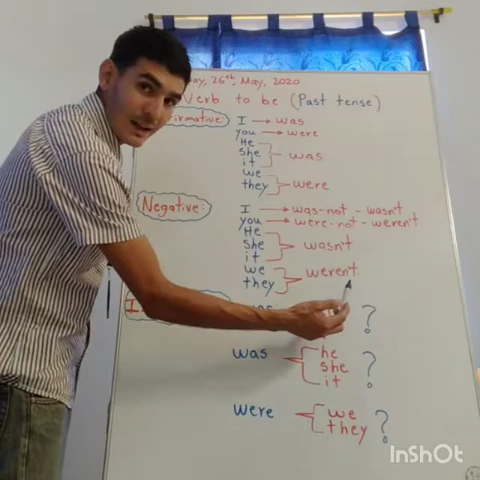 ay, 26th, May, 2020
Verb to be (Past tense)
firmative: I → was
you → were
He
she was
it
we
they were
Negative: I → was-not - wasn't
you → were-not - weren't
He
She wasn't
it
we weren't
they
?
he
was she ?
it
were we ?
they
InShOt